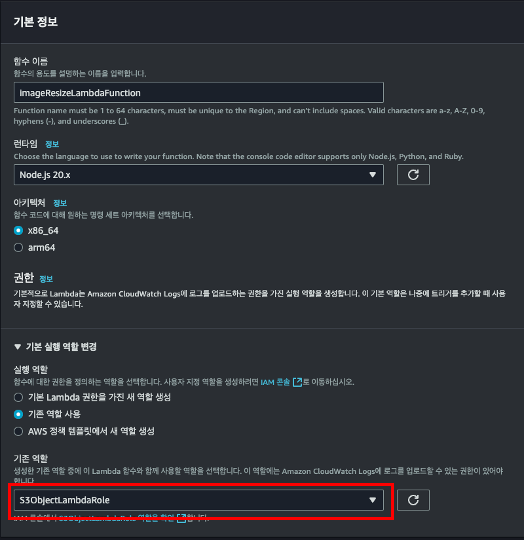 기본 정보
함수 이름
함수의 용도를 설명하는 이름을 입력합니다.
ImageResizeLambdaFunction
Function name must be 1 to 64 characters, must be unique to the Region, and can't include spaces. Valid characters are a-z, A-Z, 0-9,
hyphens (-), and underscores (_).
런타임 정보
Choose the language to use to write your function. Note that the console code editor supports only Node.js, Python, and Ruby.
Node.js 20.x
아키텍처 정보
함수 코드에 대해 원하는 명령 세트 아키텍처를 선택합니다.
x86_64
arm64
권한 정보
기본적으로 Lambda는 Amazon CloudWatch Logs에 로그를 업로드하는 권한을 가진 실행 역할을 생성합니다. 이 기본 역할은 나중에 트리거를 추가할 때 사용
자 지정할 수 있습니다.
기본 실행 역할 변경
실행 역할
함수에 대한 권한을 정의하는 역할을 선택합니다. 사용자 지정 역할을 생성하려면 IAM 콘솔로 이동하십시오.
기본 Lambda 권한을 가진 새 역할 생성
기존 역할 사용
AWS 정책 템플릿에서 새 역할 생성
기존 역할
생성한 기존 역할 중에 이 Lambda 함수와 함께 사용할 역할을 선택합니다. 이 역할에는 Amazon CloudWatch Logs에 로그를 업로드할 수 있는 권한이 있어야
합니다.
S3ObjectLambdaRole
IAM 콘솔에서 S3ObjectLambdaRole 역할을 확인합니다.